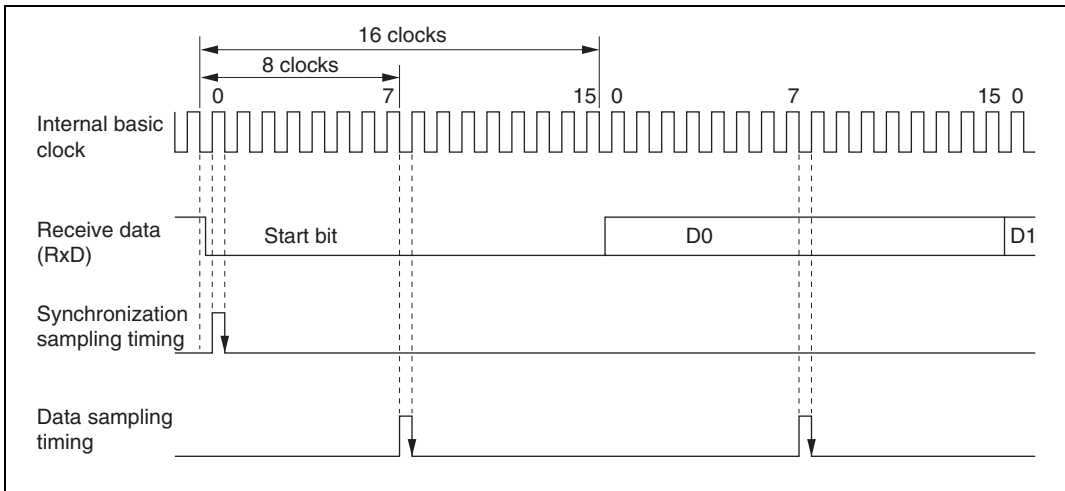 16 clocks
8 clocks
0 7 15 0 7 15 0
Internal basic
clock
Receive data
(RxD)
Start bit D0 D1
Synchronization
sampling timing
Data sampling
timing